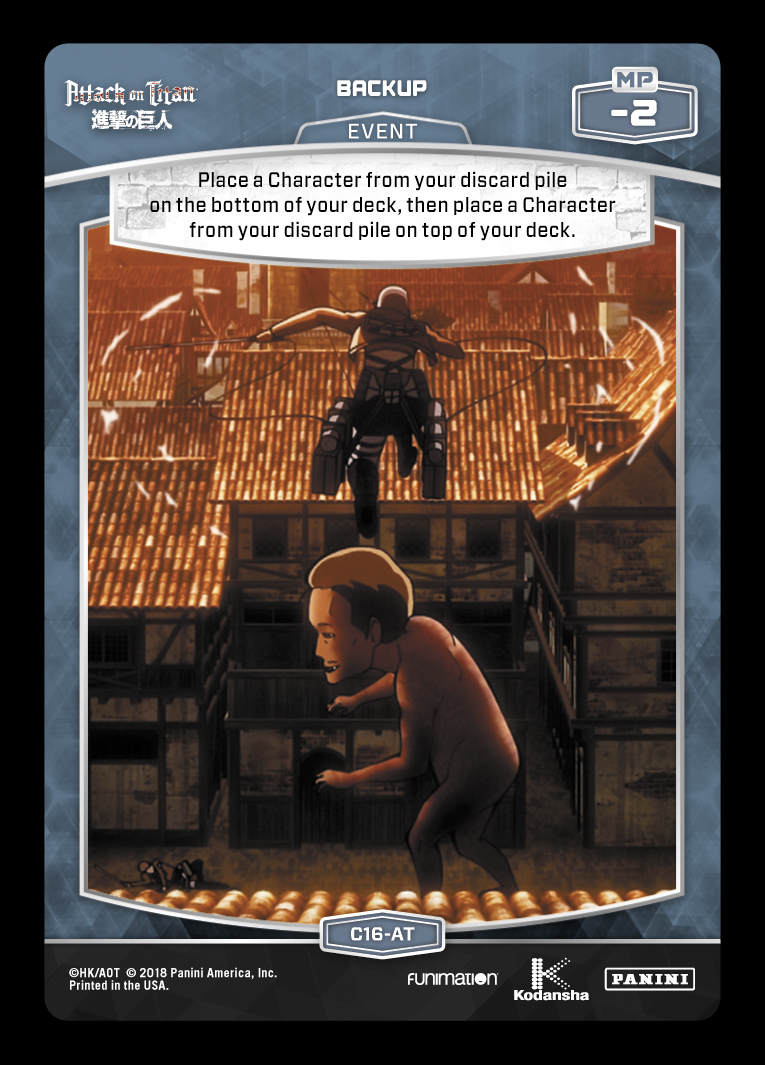 Attack on Titan
進撃の巨人
BACKUP
EVENT
MP
-2
Place a Character from your discard pile
on the bottom of your deck, then place a Character
from your discard pile on top of your deck.
C16-AT
©HK/AOT © 2018 Panini America, Inc.
Printed in the USA.
FUNIMATION
K
Kodansha
PANINI